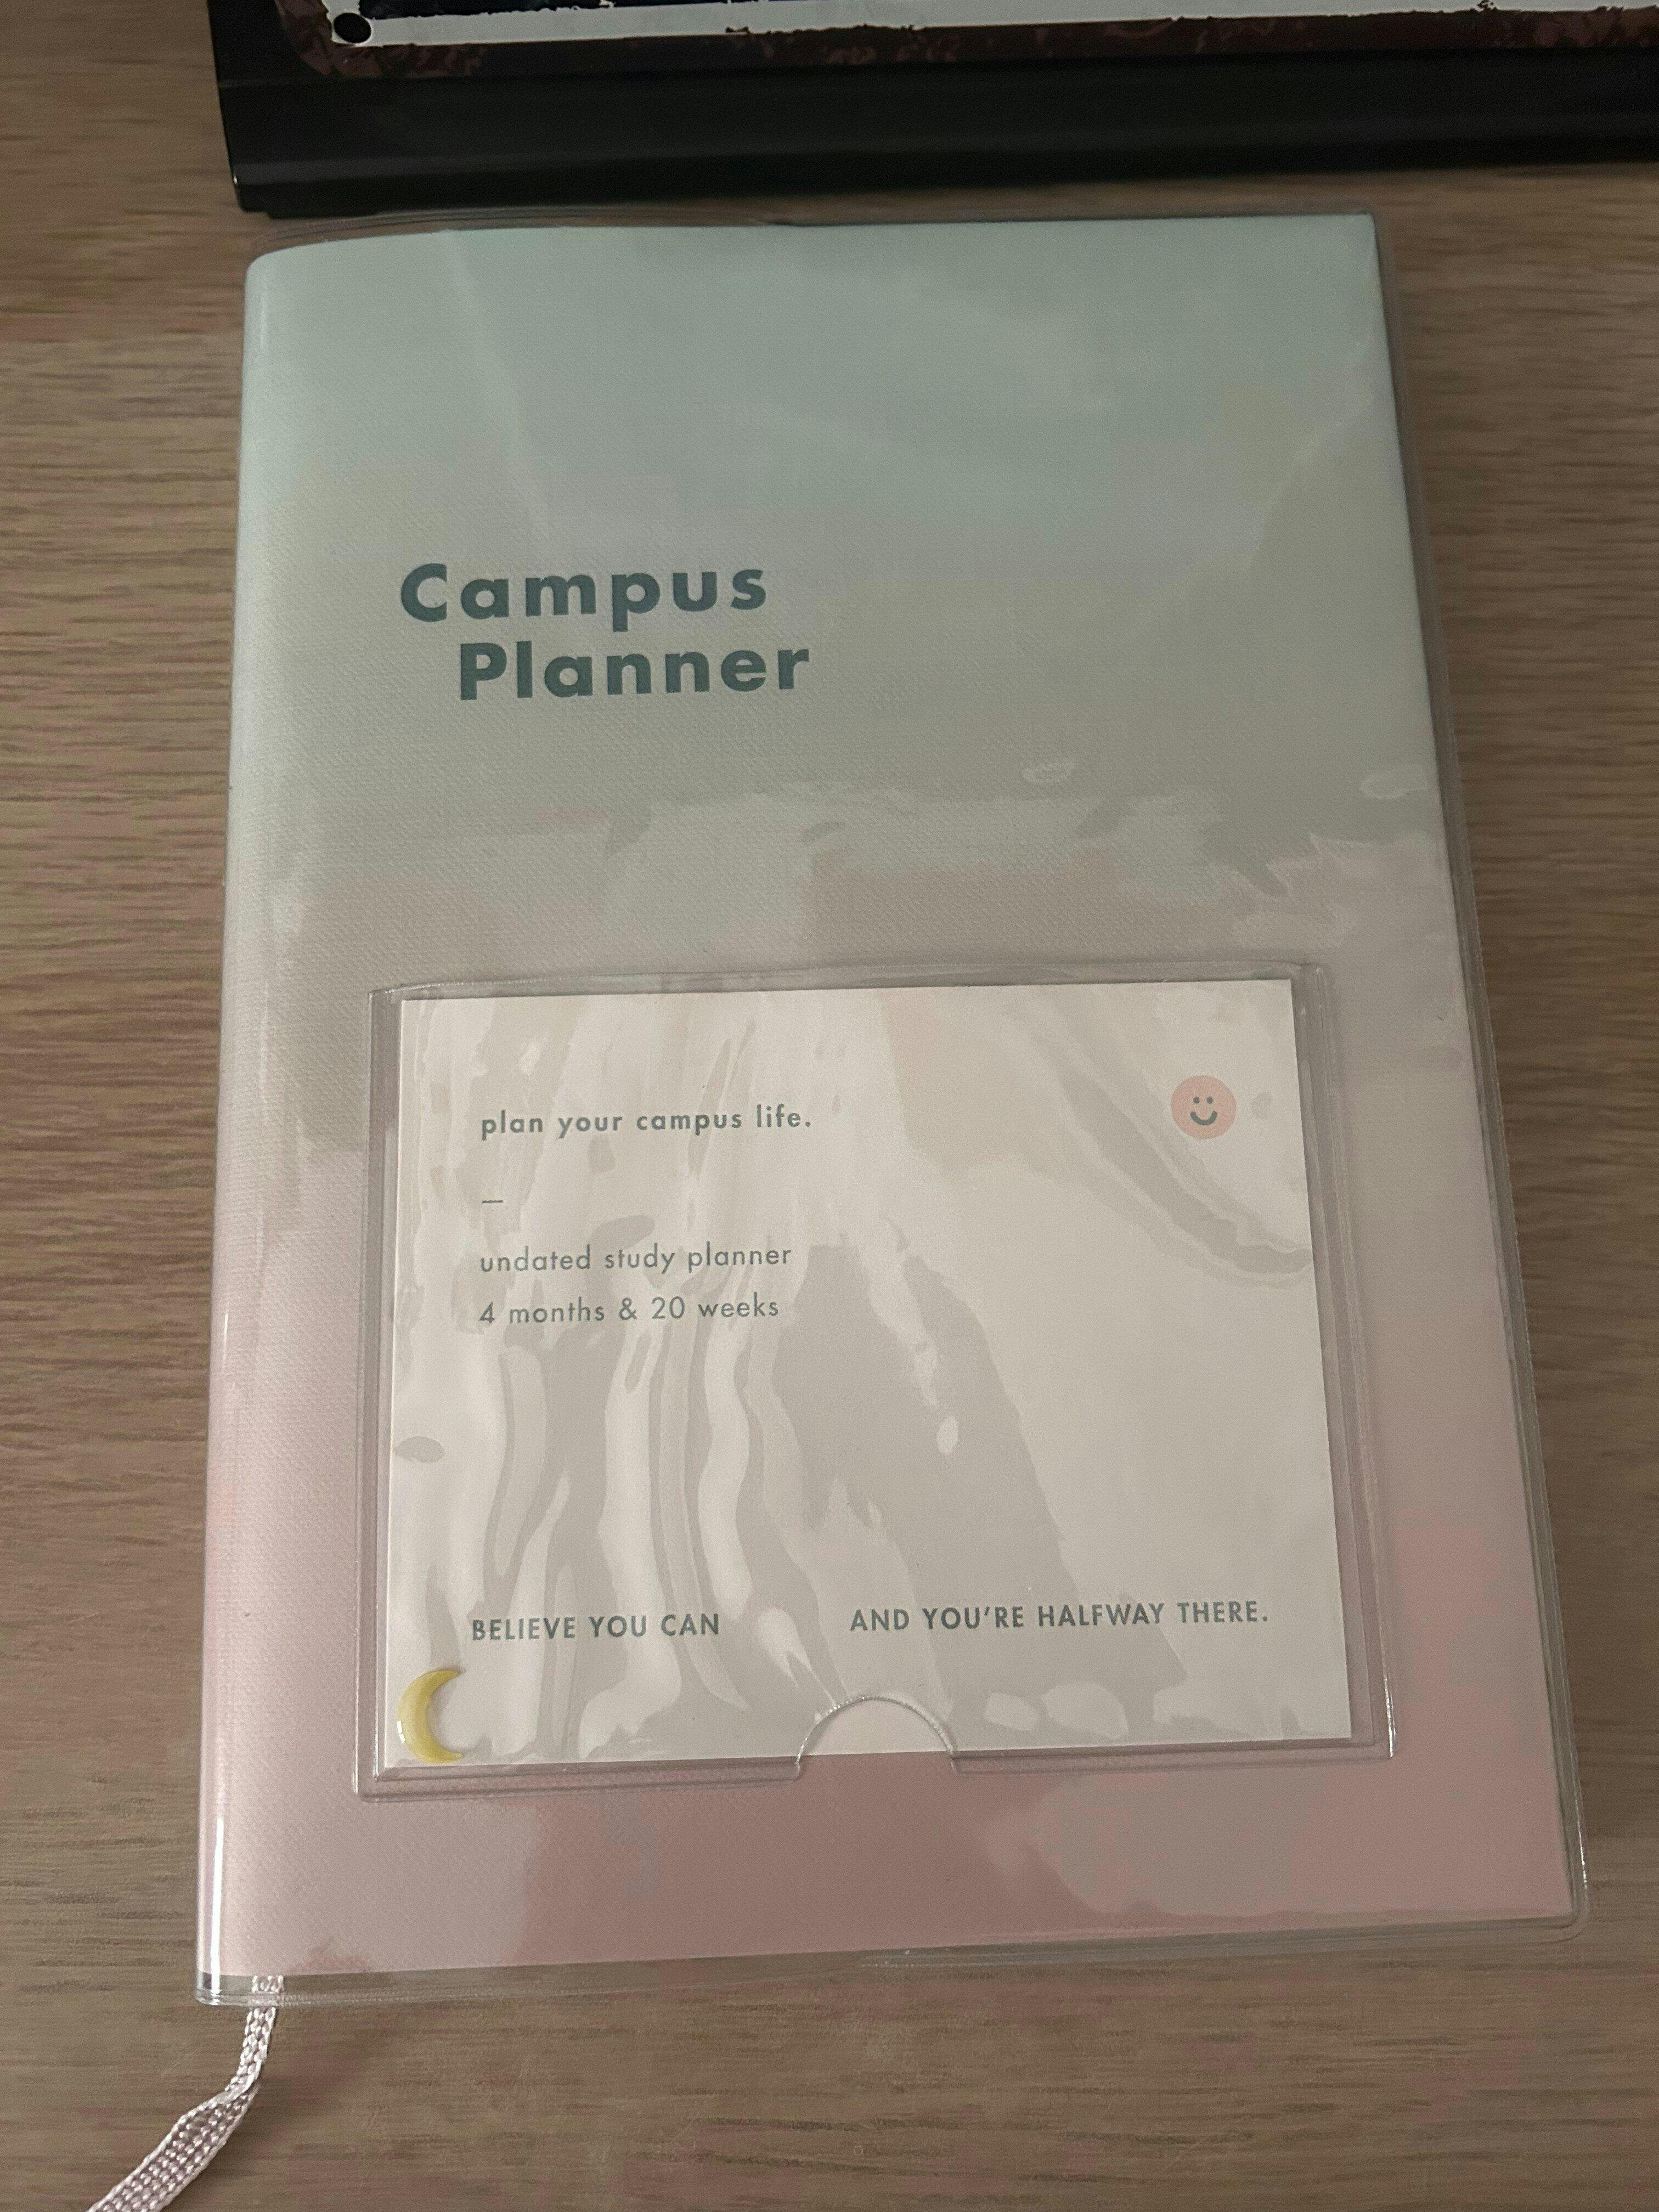 Campus
Planner
plan your campus life.
—
undated study planner
4 months & 20 weeks
BELIEVE YOU CAN AND YOU'RE HALFWAY THERE.